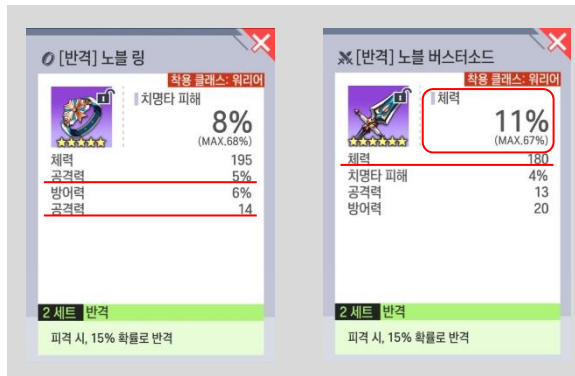 [반격] 노블 링
착용 클래스: 워리어
치명타 피해
8%
(MAX.68%)
체력 195
공격력 5%
방어력 6%
공격력 14
2 세트 반격
피격 시, 15% 확률로 반격
[반격] 노블 버스터소드
착용 클래스: 워리어
체력
11%
(MAX.67%)
체력 180
치명타 피해 4%
공격력 13
방어력 20
2 세트 반격
피격 시, 15% 확률로 반격